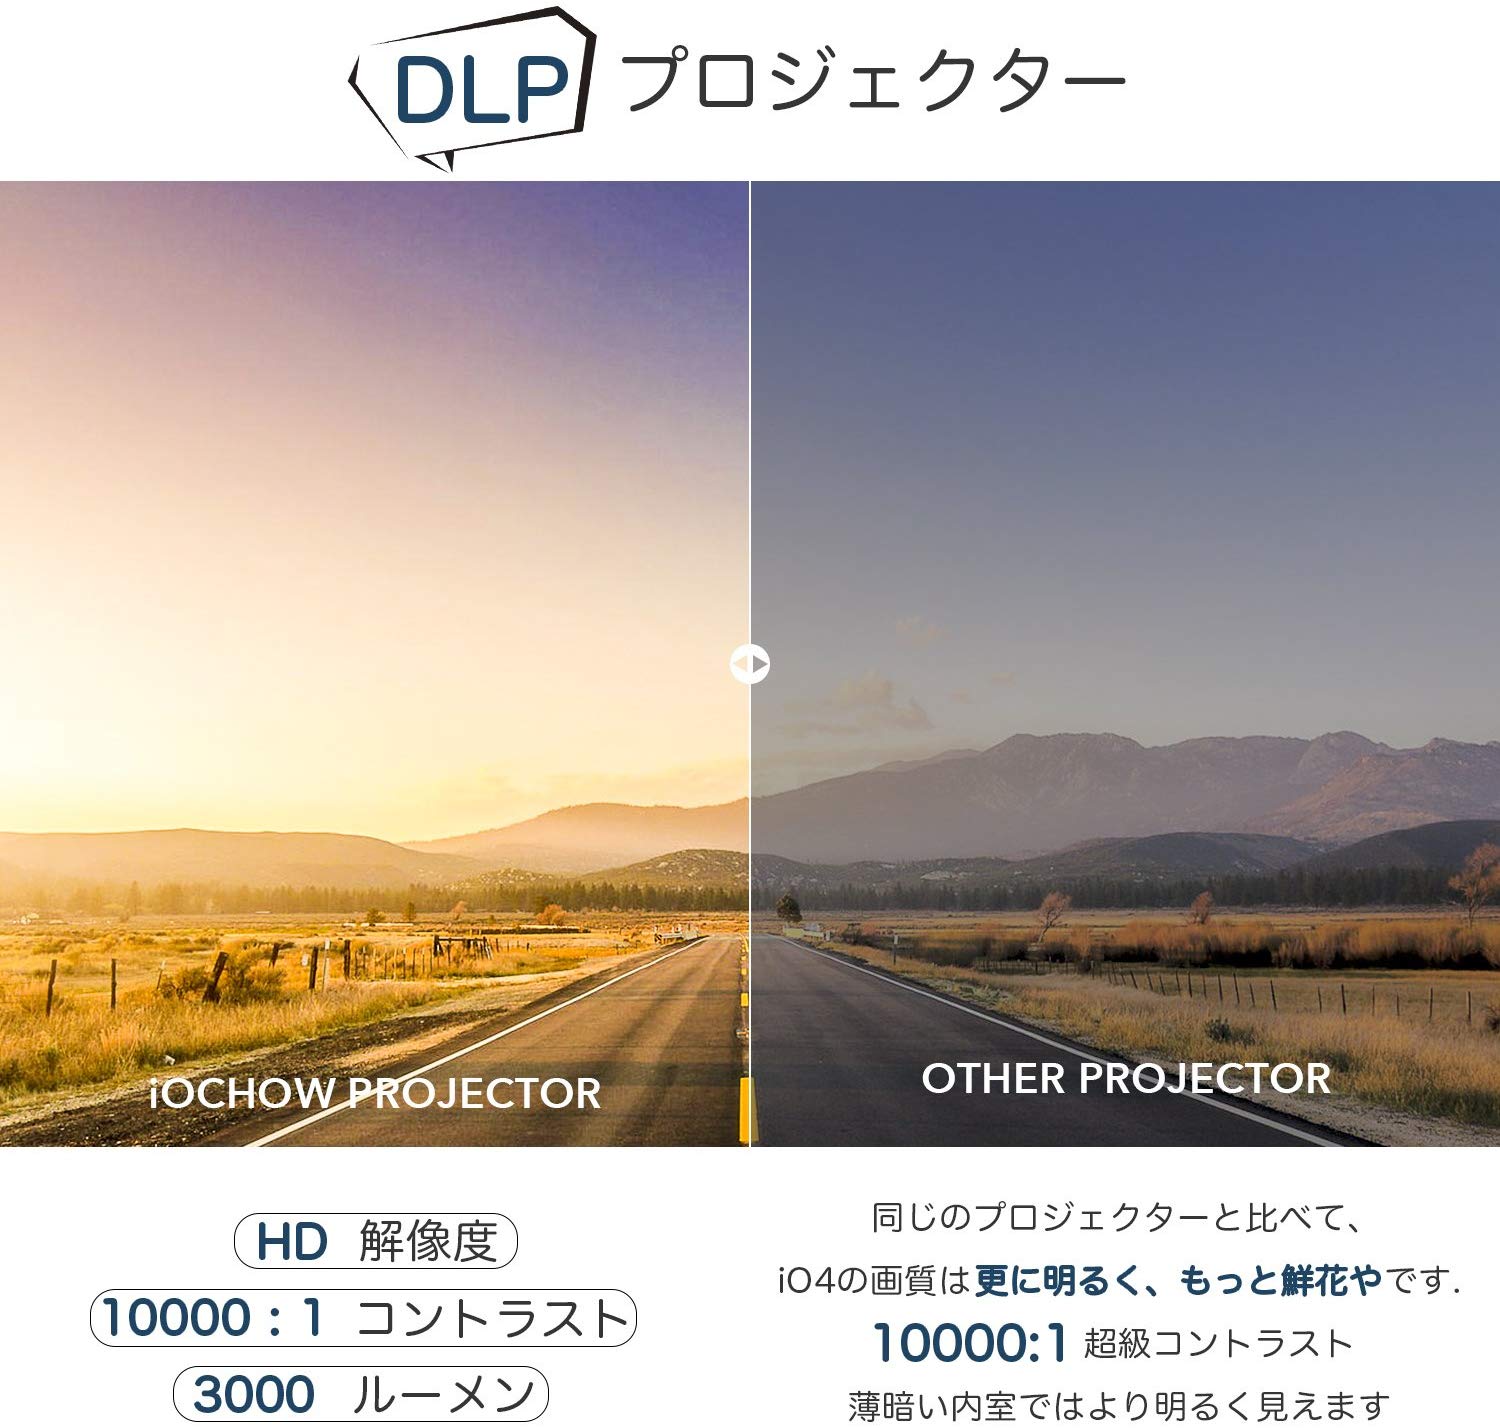 DLP プロジェクター
iOCHOW PROJECTOR
OTHER PROJECTOR
HD 解像度
10000 : 1 コントラスト
3000 ルーメン
同じのプロジェクターと比べて、
iO4の画質は更に明るく、もっと鮮花やです.
10000:1 超級コントラスト
薄暗い内室ではより明るく見えます